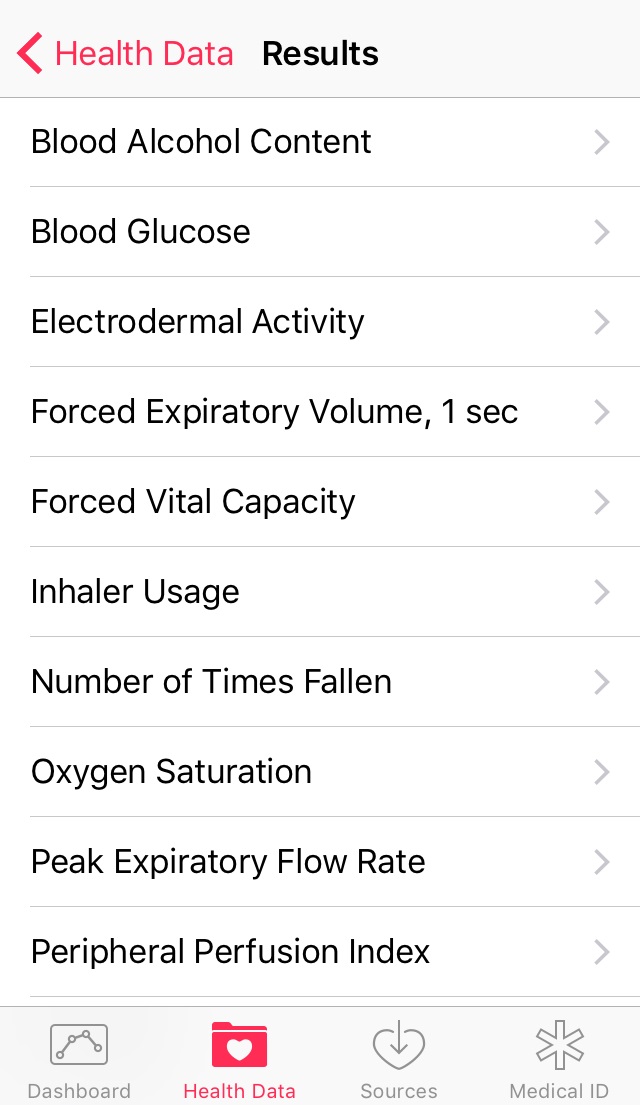 Health Data Results
Blood Alcohol Content
Blood Glucose
Electrodermal Activity
Forced Expiratory Volume, 1 sec
Forced Vital Capacity
Inhaler Usage
Number of Times Fallen
Oxygen Saturation
Peak Expiratory Flow Rate
Peripheral Perfusion Index
Dashboard Health Data Sources Medical ID